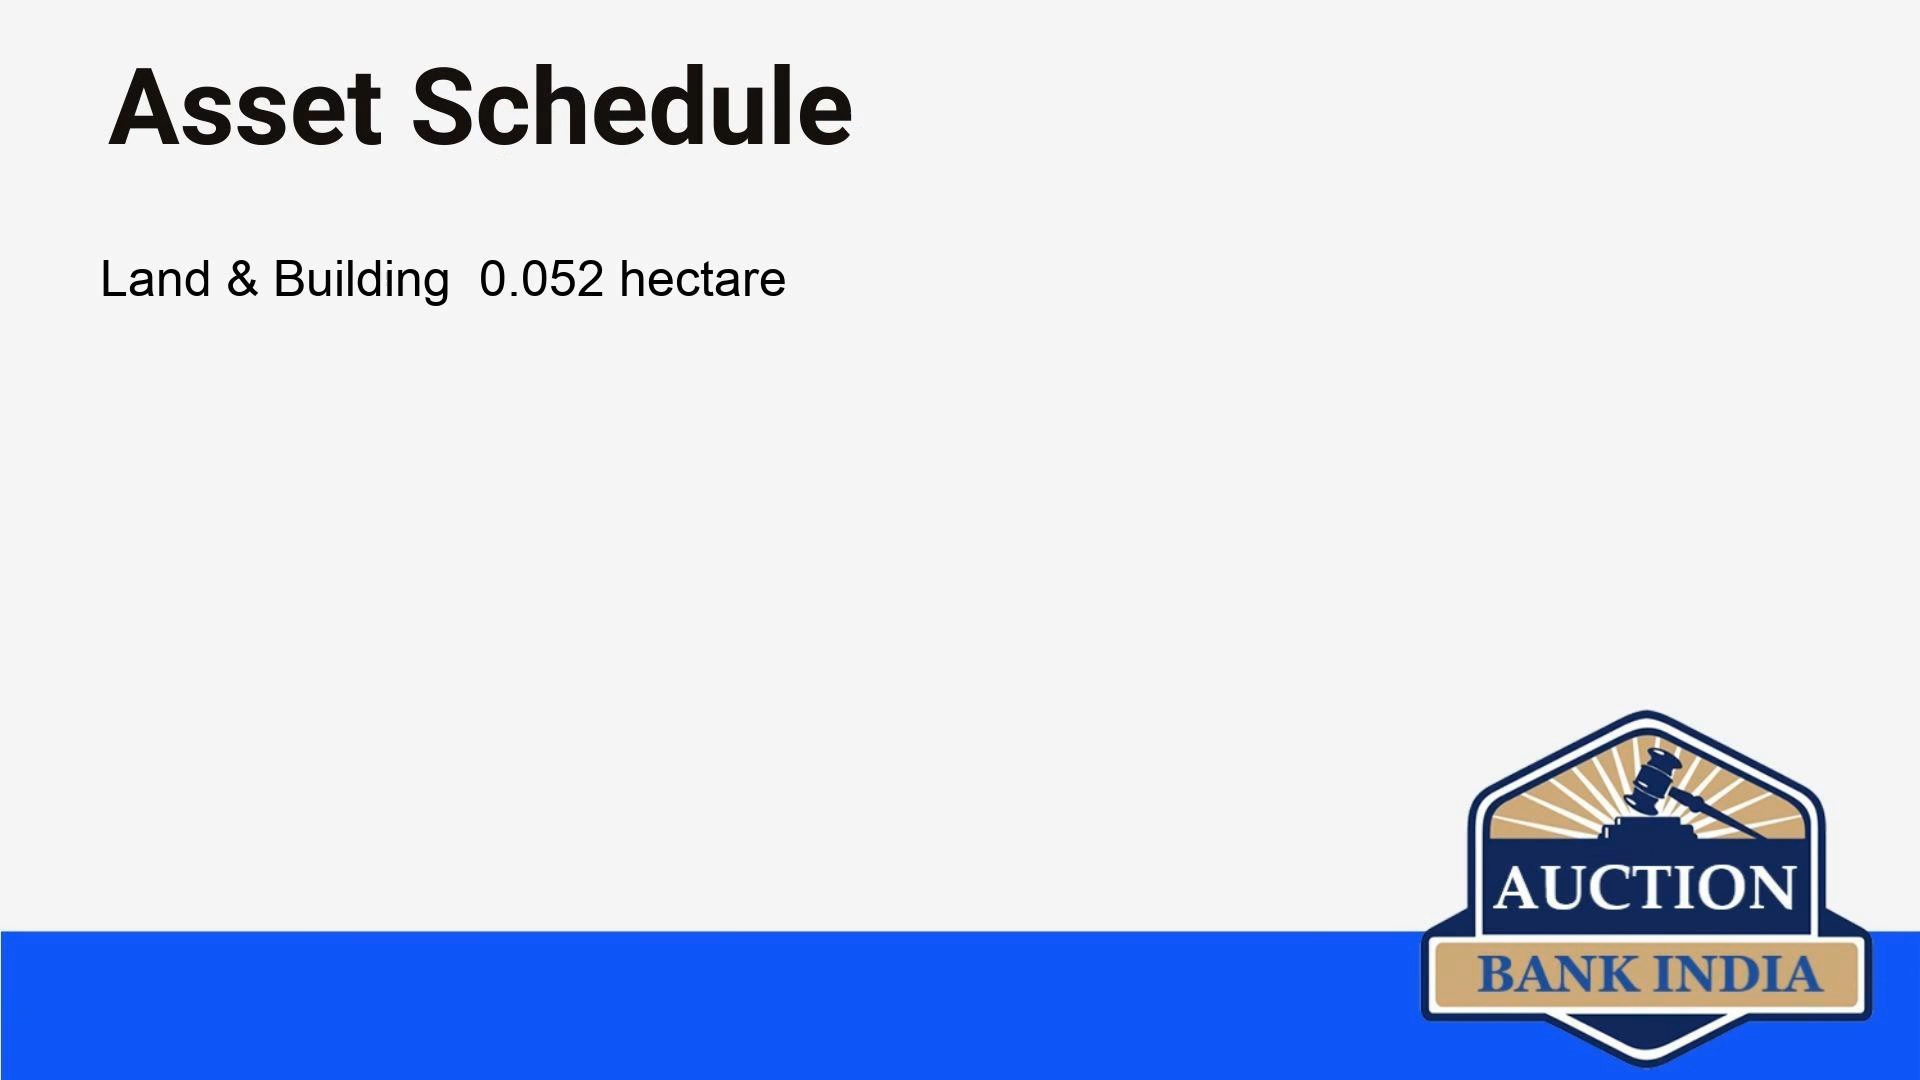 Asset Schedule
Land & Building  0.052 hectare
AUCTION
BANK INDIA